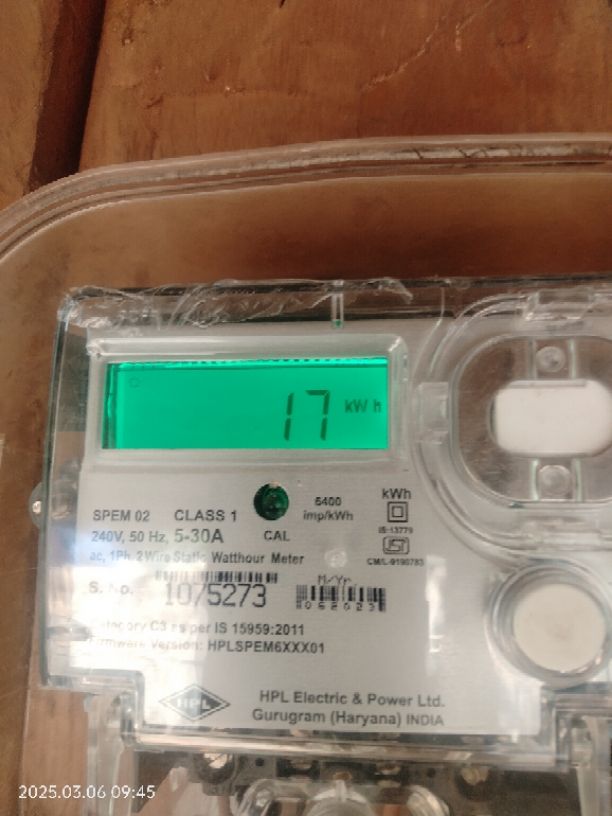 17 kWh
SPEM 02 CLASS 1
6400 imp/kWh
kWh
240V, 50 Hz, 5-30A
CAL
IS-13779
ac, 1Ph, 2Wire Static Watthour Meter
CM/L-9190783
S. No. 1075273
M/Yr.
062023
Category C3 as per IS 15959:2011
Firmware Version: HPLSPEM6XXX01
HPL
HPL Electric & Power Ltd.
Gurugram (Haryana) INDIA
2025.03.06 09:45